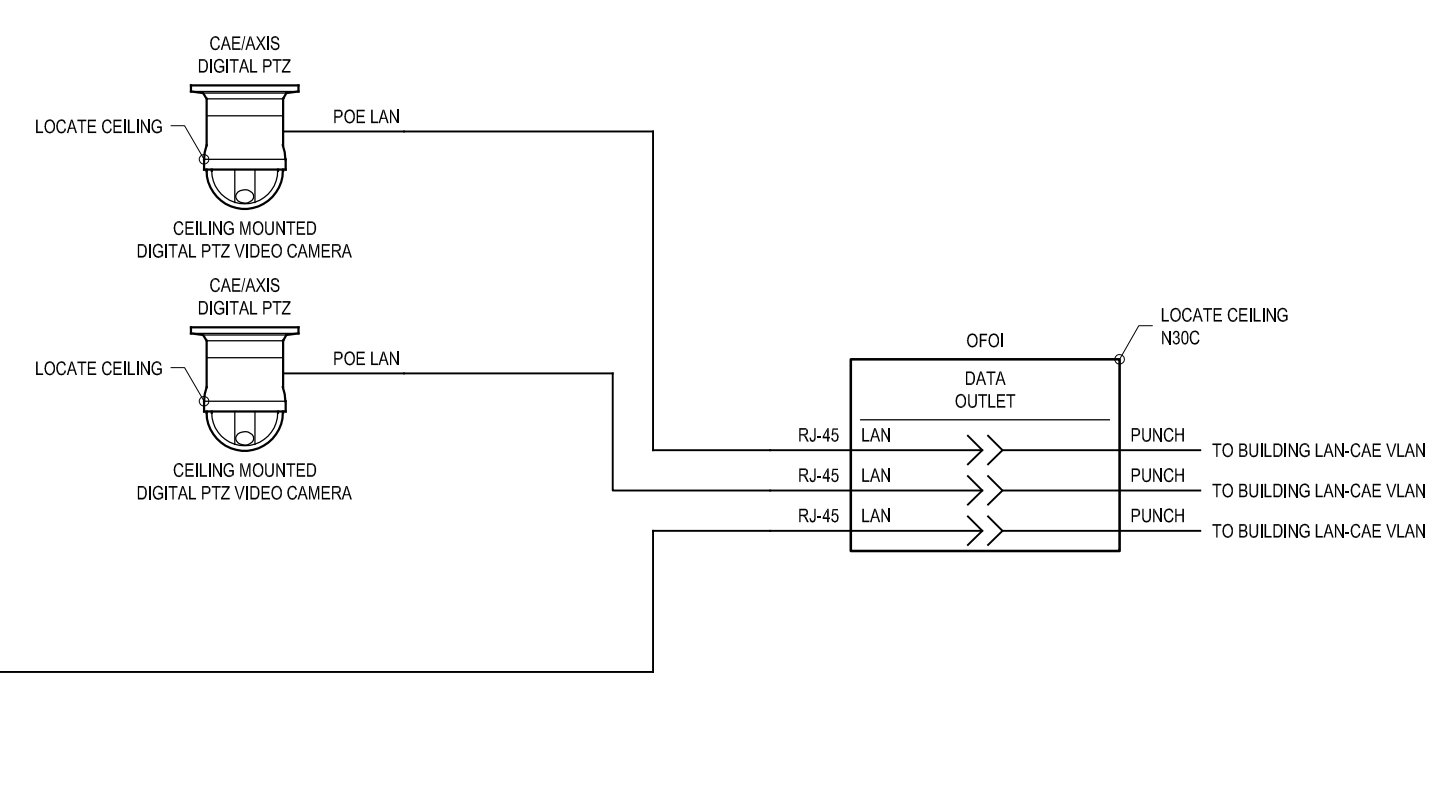 CAE/AXIS
DIGITAL PTZ
LOCATE CEILING
POE LAN
CEILING MOUNTED
DIGITAL PTZ VIDEO CAMERA
CAE/AXIS
DIGITAL PTZ
LOCATE CEILING
POE LAN
CEILING MOUNTED
DIGITAL PTZ VIDEO CAMERA
LOCATE CEILING
N30C
OFOI
DATA
OUTLET
RJ-45 LAN PUNCH TO BUILDING LAN-CAE VLAN
RJ-45 LAN PUNCH TO BUILDING LAN-CAE VLAN
RJ-45 LAN PUNCH TO BUILDING LAN-CAE VLAN